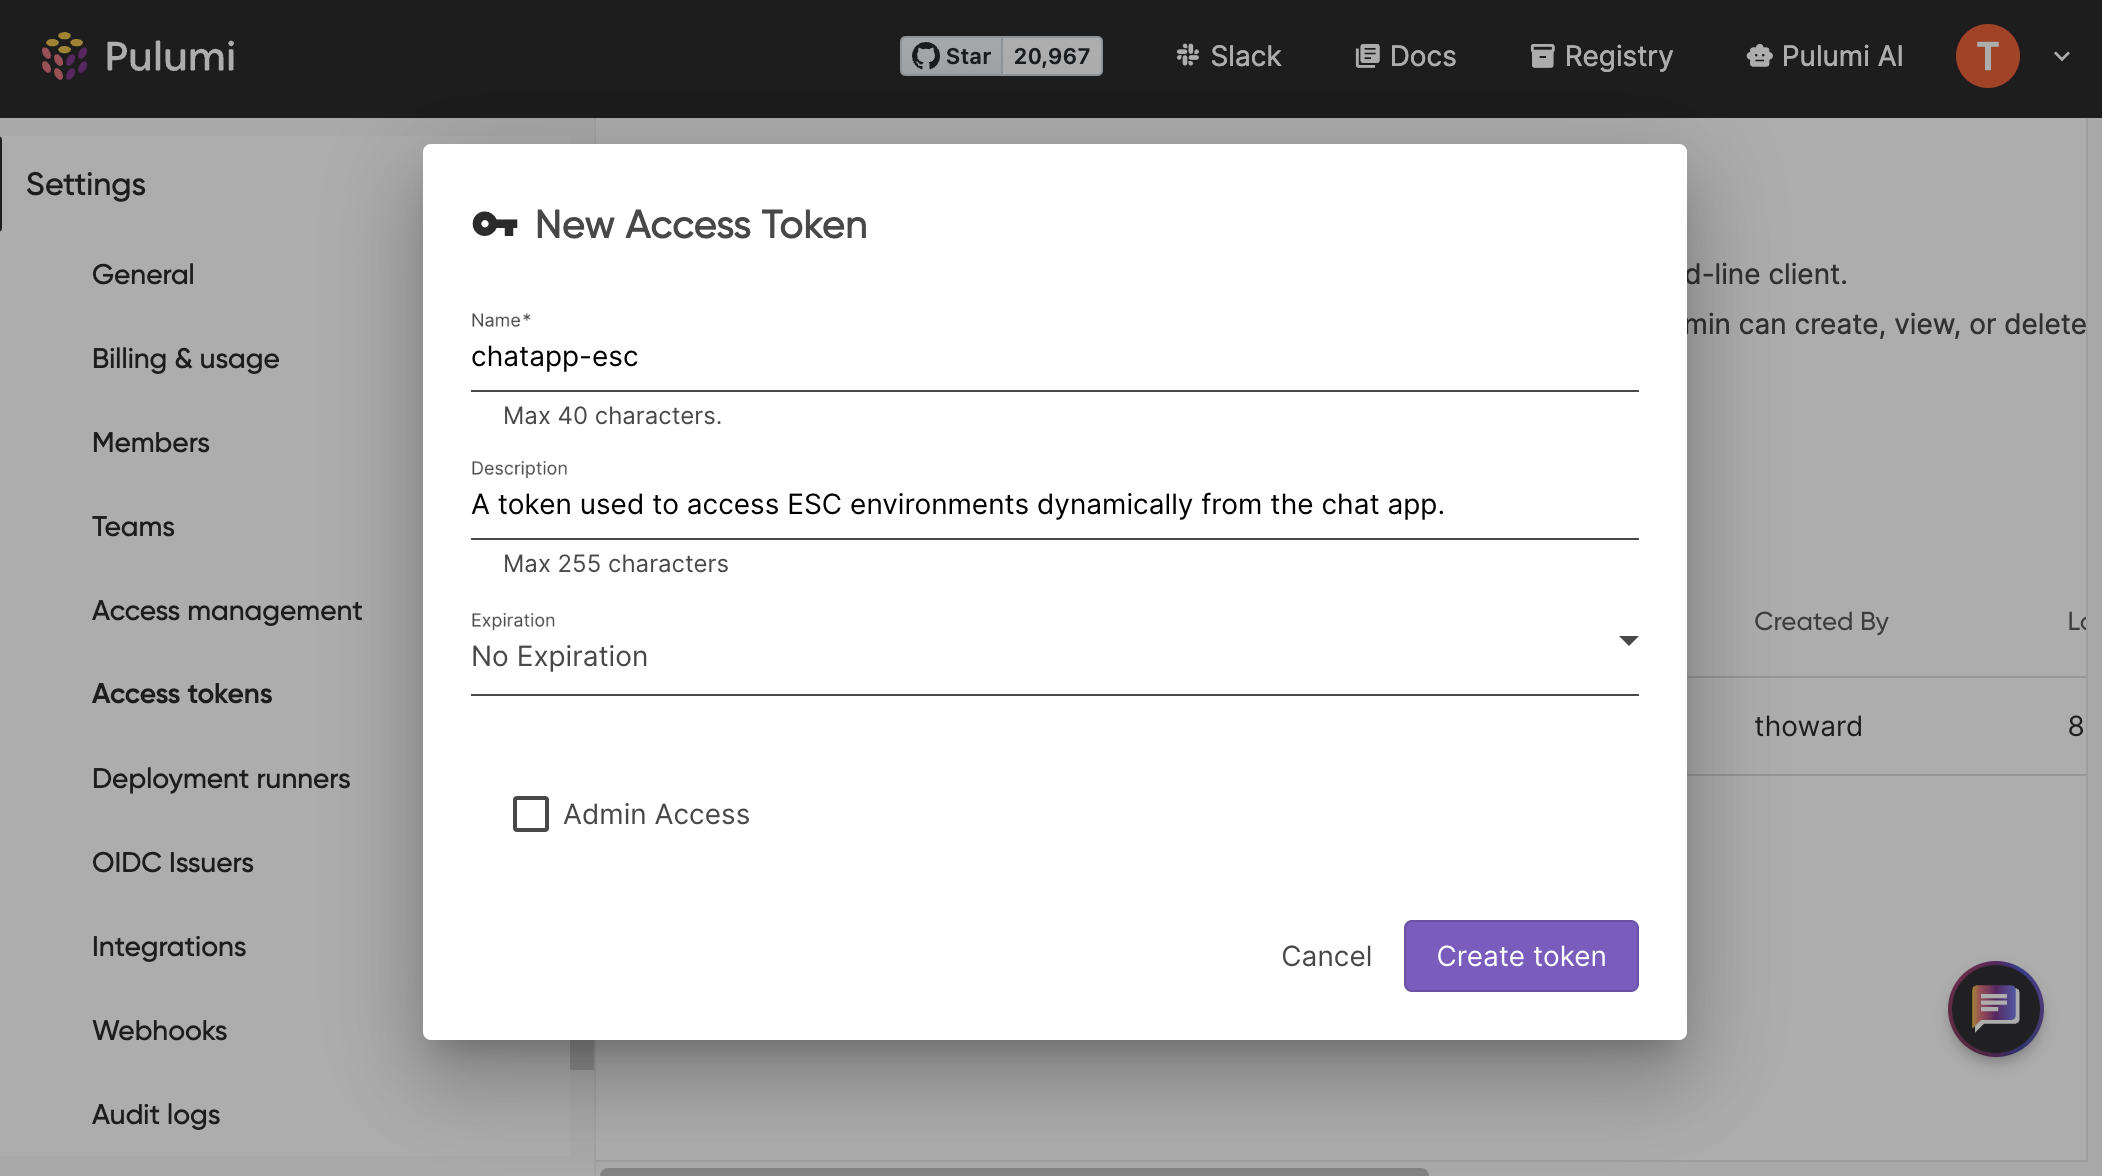 Pulumi
Star 20,967
Slack
Docs
Registry
Pulumi AI
T
Settings
General
Billing & usage
Members
Teams
Access management
Access tokens
Deployment runners
OIDC Issuers
Integrations
Webhooks
Audit logs
New Access Token
Name*
chatapp-esc
Max 40 characters.
Description
A token used to access ESC environments dynamically from the chat app.
Max 255 characters
Expiration
No Expiration
Admin Access
Cancel
Create token
d-line client.
min can create, view, or delete
Created By
thoward
8